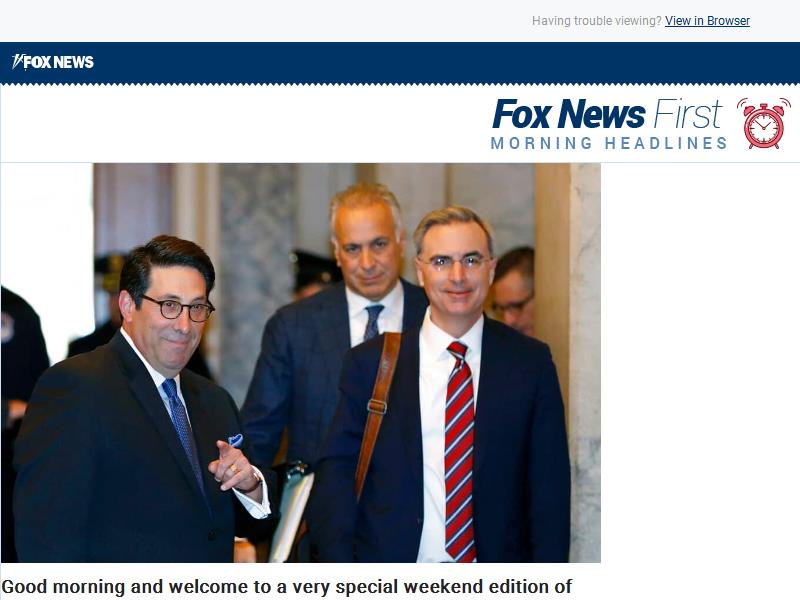 Having trouble viewing? View in Browser
FOX NEWS
Fox News First
MORNING HEADLINES
Good morning and welcome to a very special weekend edition of